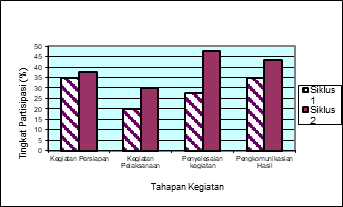 Tingkat Partisipasi (%)
50
45
40
35
30
25
20
15
10
5
0
Kegiatan Persiapan
Kegiatan
Pelaksanaan
Penyelesaian
kegiatan
Pengkomunikasian
Hasil
Tahapan Kegiatan
Siklus
1
Siklus
2